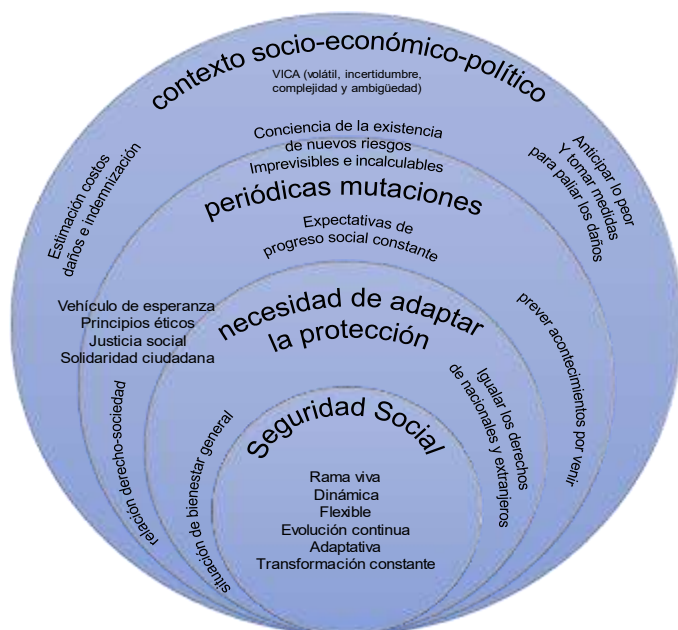 contexto socio-económico-político
VICA (volátil, incertidumbre,
complejidad y ambigüedad)
Conciencia de la existencia
de nuevos riesgos
Imprevisibles e incalculables
Estimación costos
daños e indemnización
Anticipar lo peor
Y tomar medidas
para paliar los daños
periódicas mutaciones
Expectativas de
progreso social constante
Vehículo de esperanza
Principios éticos
Justicia social
Solidaridad ciudadana
prever acontecimientos por venir
necesidad de adaptar
la protección
relación derecho-sociedad
situación de bienestar general
Igualar los derechos
de nacionales y extranjeros
Seguridad Social
Rama viva
Dinámica
Flexible
Evolución continua
Adaptativa
Transformación constante